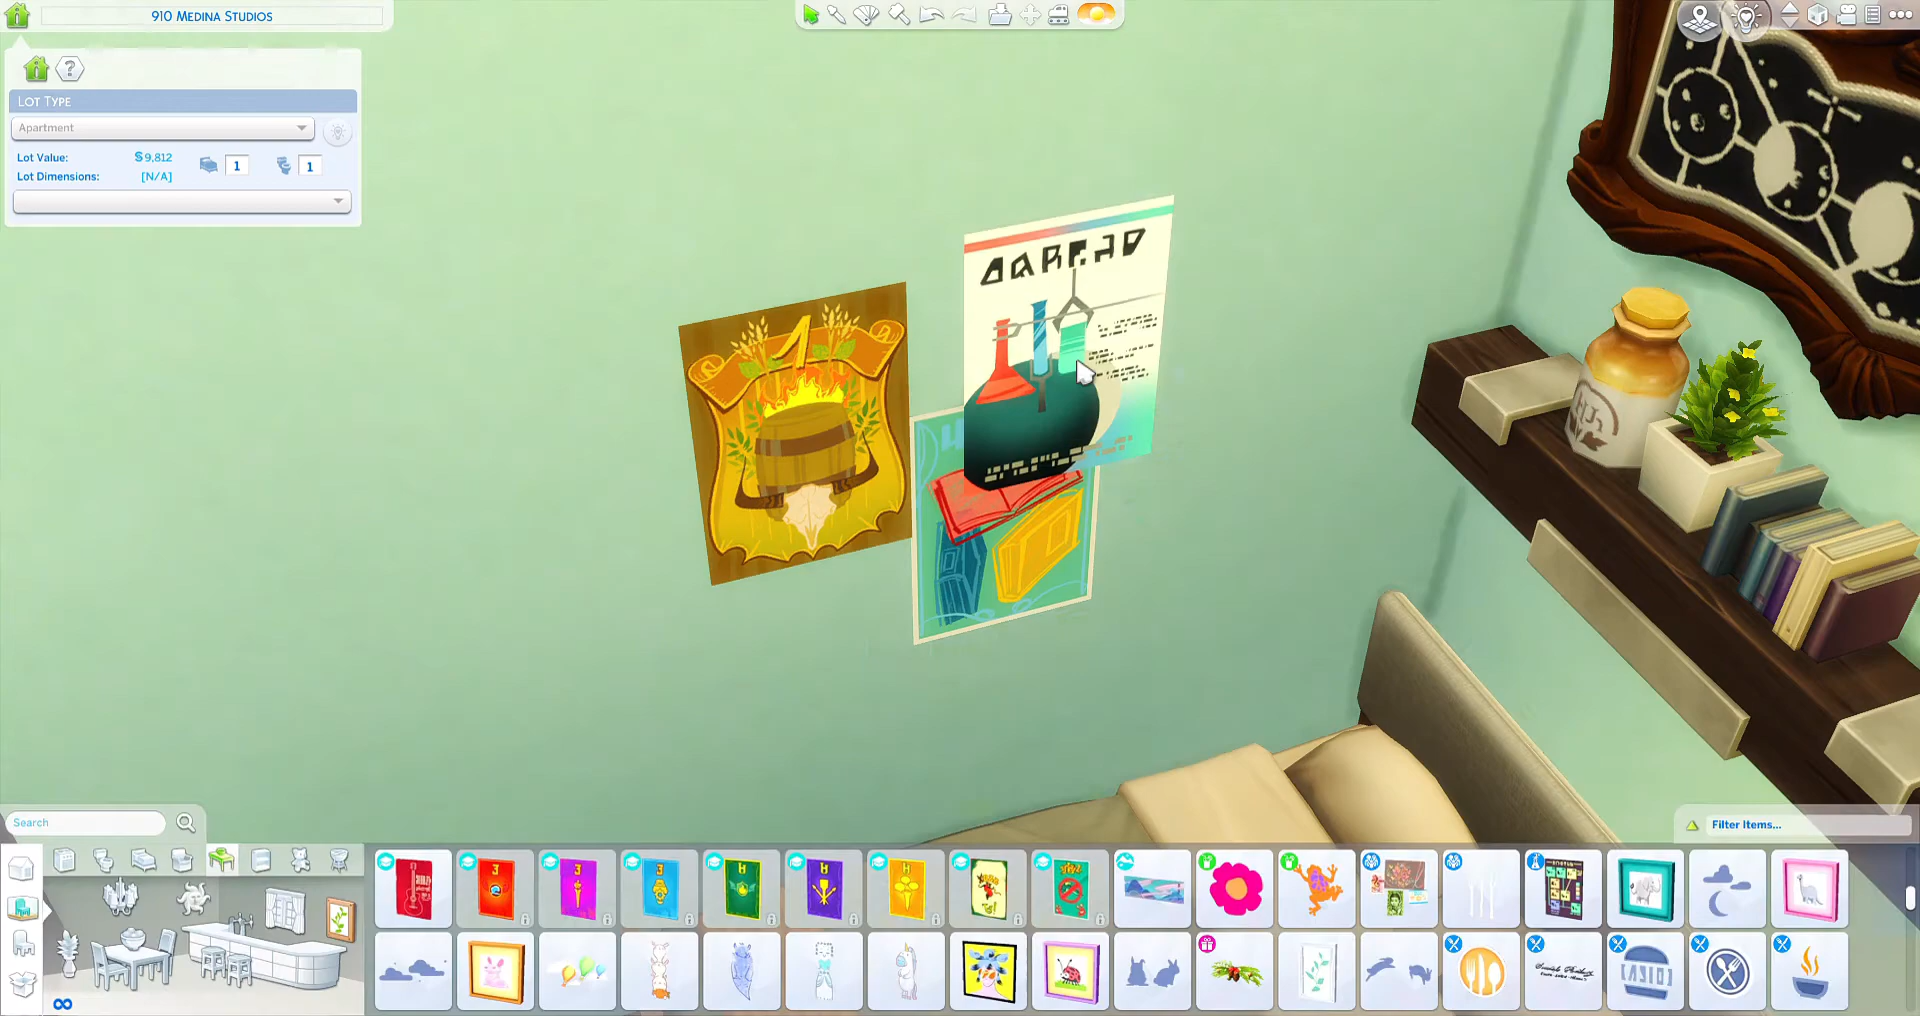 910 MEDINA STUDIOS
LOT TYPE
Apartment
Lot Value: $9,812 1 1
Lot Dimensions: [N/A]
Search
Filter Items...